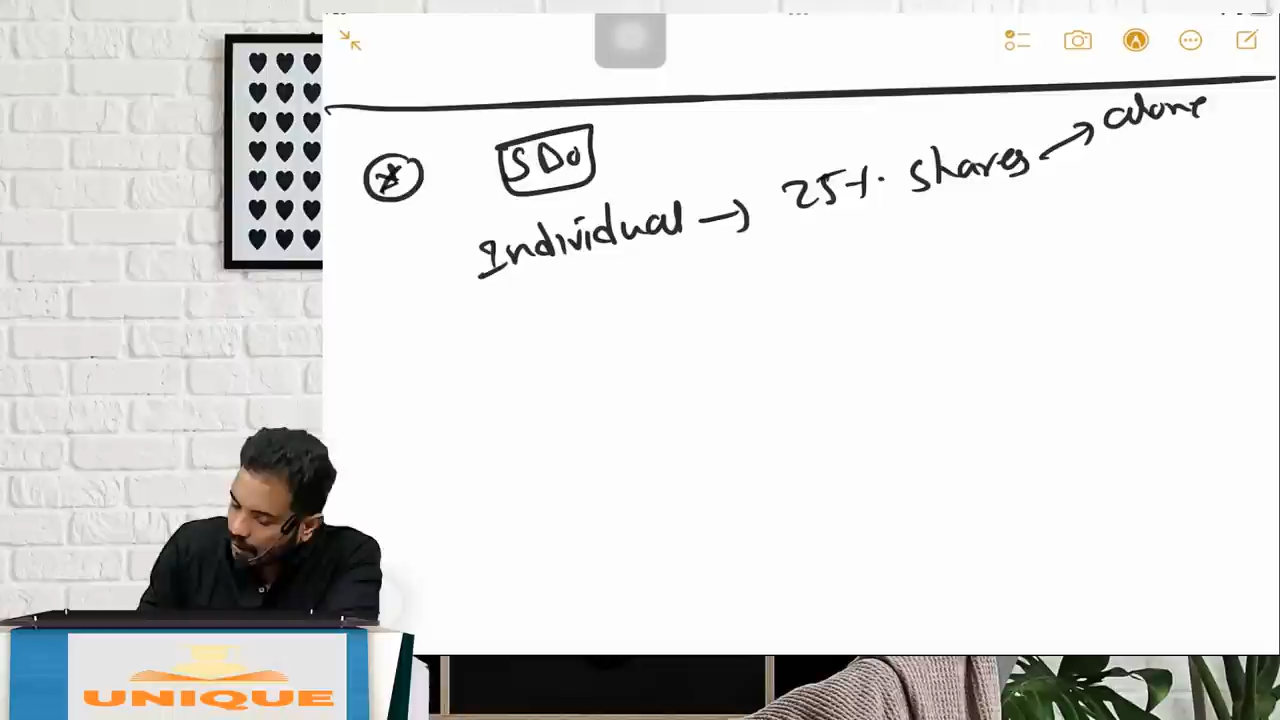 SDo
Individual → 25% shares → alone
UNIQUE